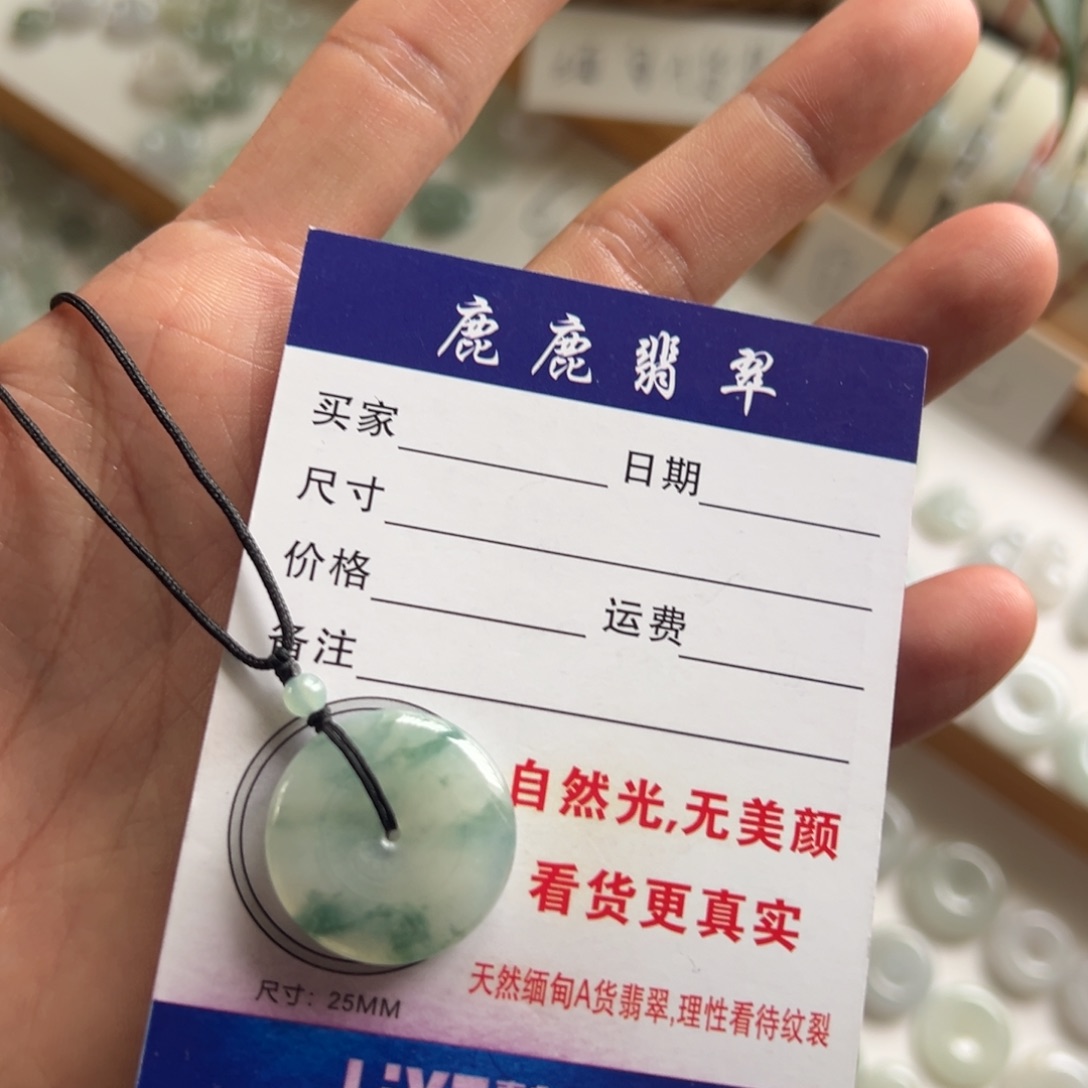 鹿鹿翡翠
买家 日期
尺寸
价格 运费
备注
自然光,无美颜
看货更真实
天然缅甸A货翡翠,理性看待纹裂
尺寸：25MM